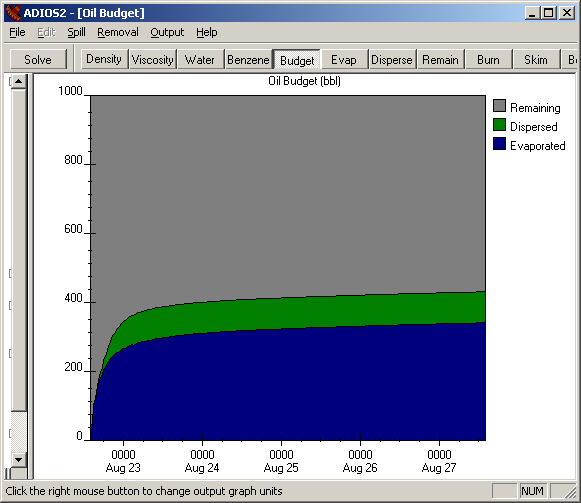 ADIOS2 - [Oil Budget]
File Edit Spill Removal Output Help
Solve Density Viscosity Water Benzene Budget Evap Disperse Remain Burn Skim
Oil Budget (bbl)
1000
800
600
400
200
0
Remaining
Dispersed
Evaporated
0000 0000 0000 0000 0000
Aug 23 Aug 24 Aug 25 Aug 26 Aug 27
Click the right mouse button to change output graph units NUM